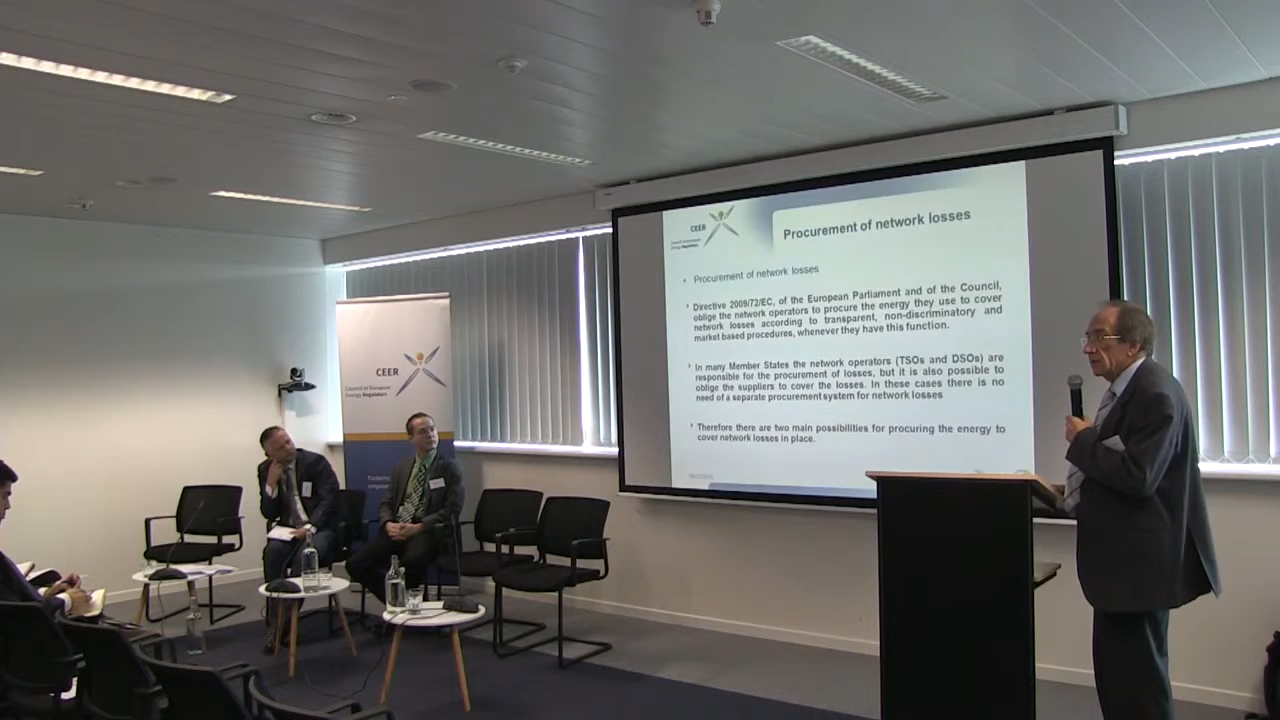 CEER
Council of European
Energy Regulators
Procurement of network losses
Procurement of network losses
Directive 2009/72/EC, of the European Parliament and of the Council,
oblige the network operators to procure the energy they use to cover
network losses according to transparent, non-discriminatory and
market based procedures, whenever they have this function.
In many Member States the network operators (TSOs and DSOs) are
responsible for the procurement of losses, but it is also possible to
oblige the suppliers to cover the losses. In these cases there is no
need of a separate procurement system for network losses
Therefore there are two main possibilities for procuring the energy to
cover network losses in place.
CEER
Council of European
Energy Regulators